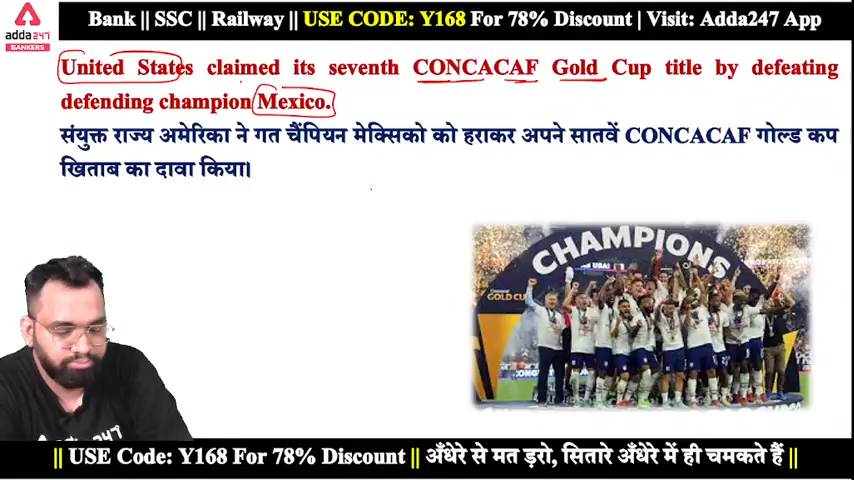 Bank || SSC || Railway || USE CODE: Y168 For 78% Discount | Visit: Adda247 App
adda247
BANKERS
United States claimed its seventh CONCACAF Gold Cup title by defeating
defending champion Mexico.
संयुक्त राज्य अमेरिका ने गत चैंपियन मेक्सिको को हराकर अपने सातवें CONCACAF गोल्ड कप
खिताब का दावा किया।
CHAMPIONS
GOLD CUP
adda247
|| USE Code: Y168 For 78% Discount || अँधेरे से मत ड़रो, सितारे अँधेरे में ही चमकते हैं ||